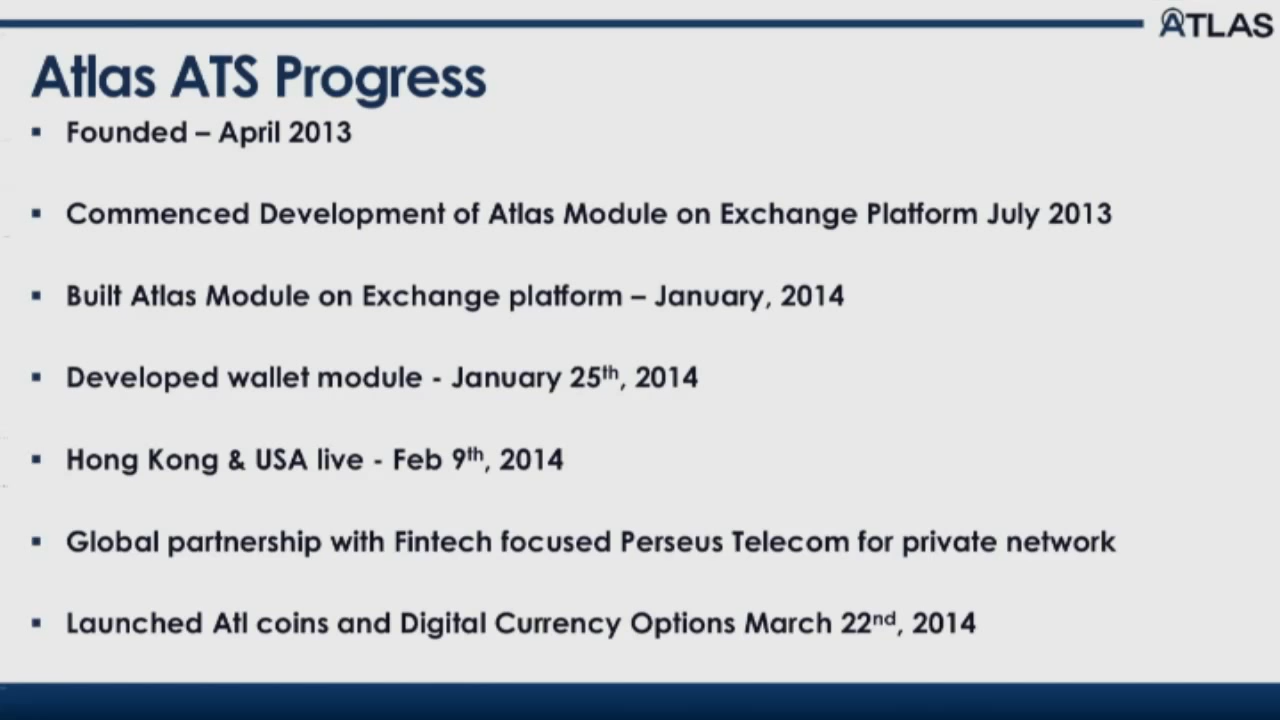 ATLAS
Atlas ATS Progress
▪ Founded – April 2013
▪ Commenced Development of Atlas Module on Exchange Platform July 2013
▪ Built Atlas Module on Exchange platform – January, 2014
▪ Developed wallet module - January 25th, 2014
▪ Hong Kong & USA live - Feb 9th, 2014
▪ Global partnership with Fintech focused Perseus Telecom for private network
▪ Launched Atl coins and Digital Currency Options March 22nd, 2014